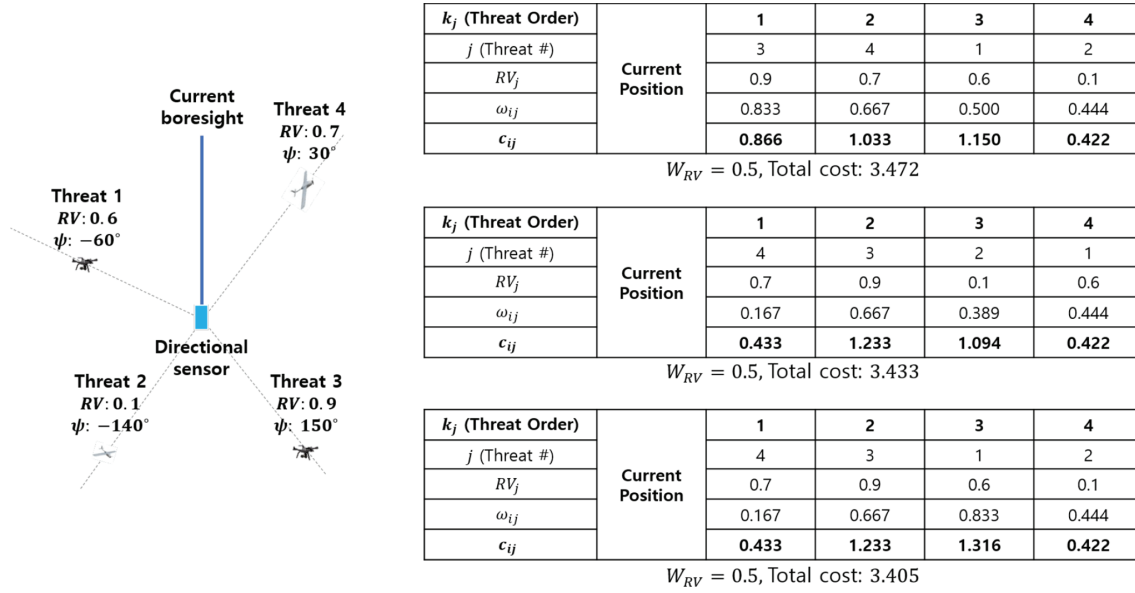 Current
boresight
Threat 4
RV: 0.7
ψ: 30°
Threat 1
RV: 0.6
ψ: −60°
Directional
sensor
Threat 2
RV: 0.1
ψ: −140°
Threat 3
RV: 0.9
ψ: 150°
k_j (Threat Order) Current Position 1 2 3 4
j (Threat #) 3 4 1 2
RV_j 0.9 0.7 0.6 0.1
ω_ij 0.833 0.667 0.500 0.444
c_ij 0.866 1.033 1.150 0.422
W_RV = 0.5, Total cost: 3.472
k_j (Threat Order) Current Position 1 2 3 4
j (Threat #) 4 3 2 1
RV_j 0.7 0.9 0.1 0.6
ω_ij 0.167 0.667 0.389 0.444
c_ij 0.433 1.233 1.094 0.422
W_RV = 0.5, Total cost: 3.433
k_j (Threat Order) Current Position 1 2 3 4
j (Threat #) 4 3 1 2
RV_j 0.7 0.9 0.6 0.1
ω_ij 0.167 0.667 0.833 0.444
c_ij 0.433 1.233 1.316 0.422
W_RV = 0.5, Total cost: 3.405